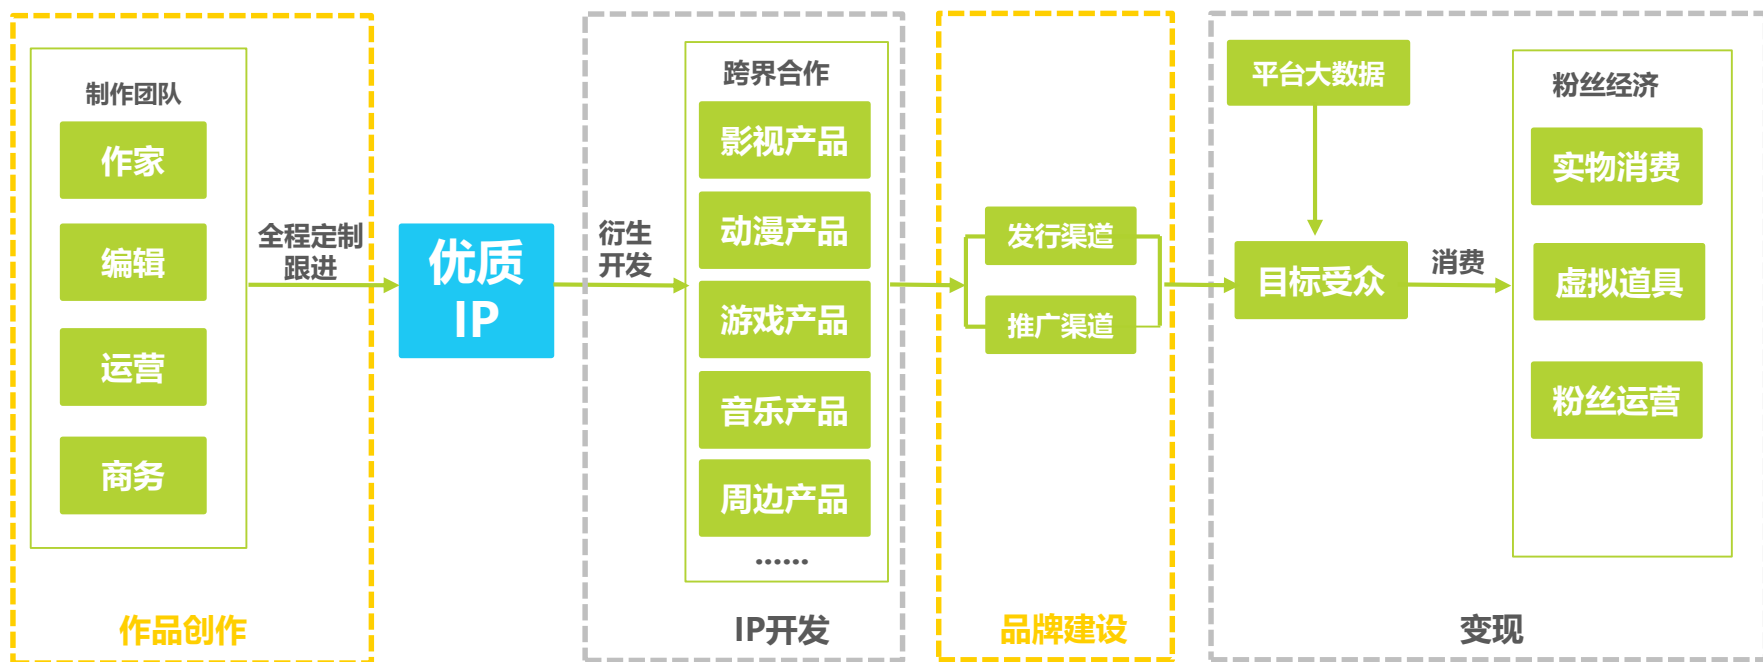 制作团队
作家
编辑
运营
商务
全程定制
跟进
作品创作
优质
IP
衍生
开发
跨界合作
影视产品
动漫产品
游戏产品
音乐产品
周边产品
······
IP开发
发行渠道
推广渠道
品牌建设
平台大数据
目标受众
消费
粉丝经济
实物消费
虚拟道具
粉丝运营
变现